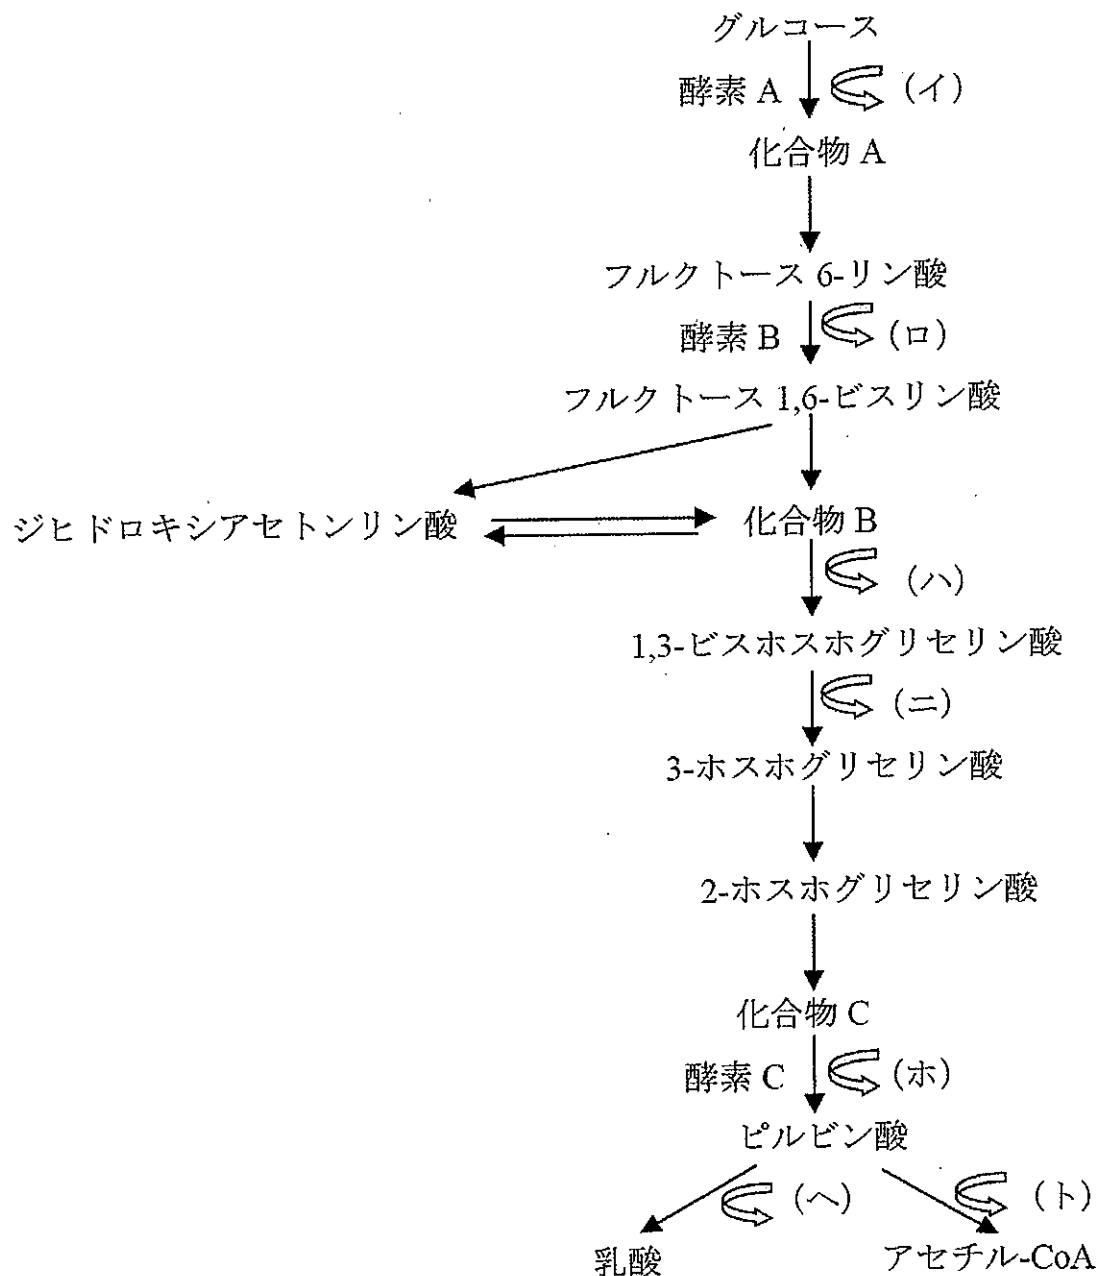 グルコース
酵素 A
(イ)
化合物 A
フルクトース 6-リン酸
酵素 B
(ロ)
フルクトース 1,6-ビスリン酸
ジヒドロキシアセトンリン酸
化合物 B
(ハ)
1,3-ビスホスホグリセリン酸
(ニ)
3-ホスホグリセリン酸
2-ホスホグリセリン酸
化合物 C
酵素 C
(ホ)
ピルビン酸
(ヘ)
(ト)
乳酸
アセチル-CoA